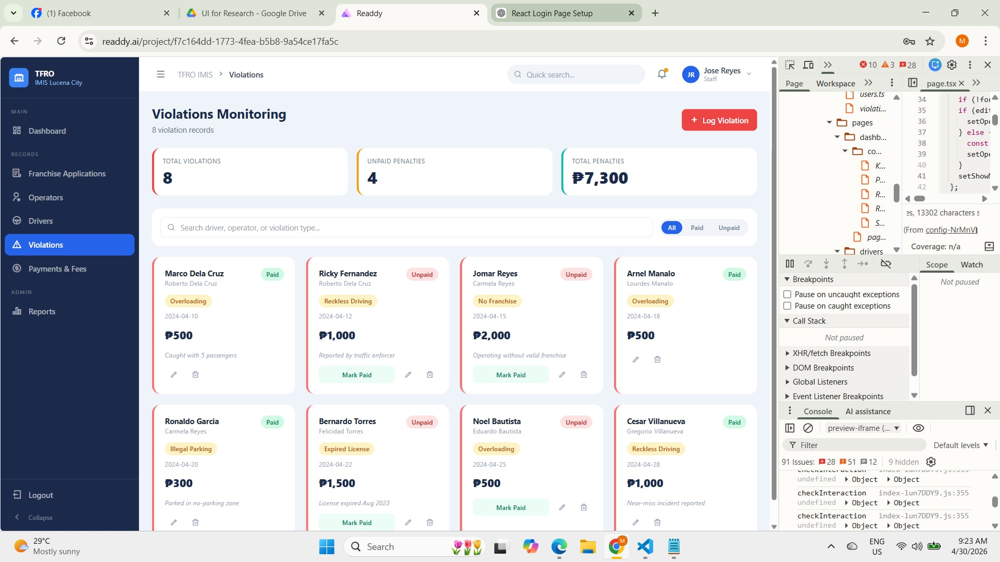 (1) Facebook
UI for Research - Google Drive
Readdy
React Login Page Setup
readdy.ai/project/f7c164dd-1773-4fea-b5b8-9a54ce17fa5c
M
TFRO
IMIS Lucena City
MAIN
Dashboard
RECORDS
Franchise Applications
Operators
Drivers
Violations
Payments & Fees
ADMIN
Reports
Logout
Collapse
TFRO IMIS > Violations
Quick search...
JR
Jose Reyes
Staff
Violations Monitoring
8 violation records
+ Log Violation
TOTAL VIOLATIONS
8
UNPAID PENALTIES
4
TOTAL PENALTIES
₱7,300
Search driver, operator, or violation type...
All Paid Unpaid
Marco Dela Cruz
Paid
Roberto Dela Cruz
Overloading
2024-04-10
₱500
Caught with 5 passengers
Ricky Fernandez
Unpaid
Roberto Dela Cruz
Reckless Driving
2024-04-12
₱1,000
Reported by traffic enforcer
Mark Paid
Jomar Reyes
Unpaid
Carmela Reyes
No Franchise
2024-04-15
₱2,000
Operating without valid franchise
Mark Paid
Arnel Manalo
Paid
Lourdes Manalo
Overloading
2024-04-18
₱500
Ronaldo Garcia
Paid
Carmela Reyes
Illegal Parking
2024-04-20
₱300
Parked in no-parking zone
Bernardo Torres
Unpaid
Felicidad Torres
Expired License
2024-04-22
₱1,500
License expired Aug 2023
Mark Paid
Noel Bautista
Unpaid
Eduardo Bautista
Overloading
2024-04-25
₱500
Mark Paid
Cesar Villanueva
Paid
Gregorio Villanueva
Reckless Driving
2024-04-28
₱1,000
Near-miss incident reported
10 3 28
Page Workspace
page.tsx
users.ts
violati...
pages
dashb...
co...
K...
P...
R...
R...
S...
pag...
drivers
34 if (!for
35 if (edit
36 setOpe
37 } else
38 const
39 setOpe
40 }
41 setShow
42 };
es, 13302 characters s
(From config-NrMnV
Coverage: n/a
Scope Watch
Not paused
Breakpoints
Pause on uncaught exceptions
Pause on caught exceptions
Call Stack
Not paused
XHR/fetch Breakpoints
DOM Breakpoints
Global Listeners
Event Listener Breakpoints
Console AI assistance
preview-iframe (...
Filter
Default levels
91 Issues: 28 51 12
9 hidden
checkInteraction index-lun7DDY9.js:355
undefined Object Object
checkInteraction index-lun7DDY9.js:355
undefined Object Object
checkInteraction index-lun7DDY9.js:355
undefined Object Object
29°C
Mostly sunny
Search
M
ENG
US
9:23 AM
4/30/2026